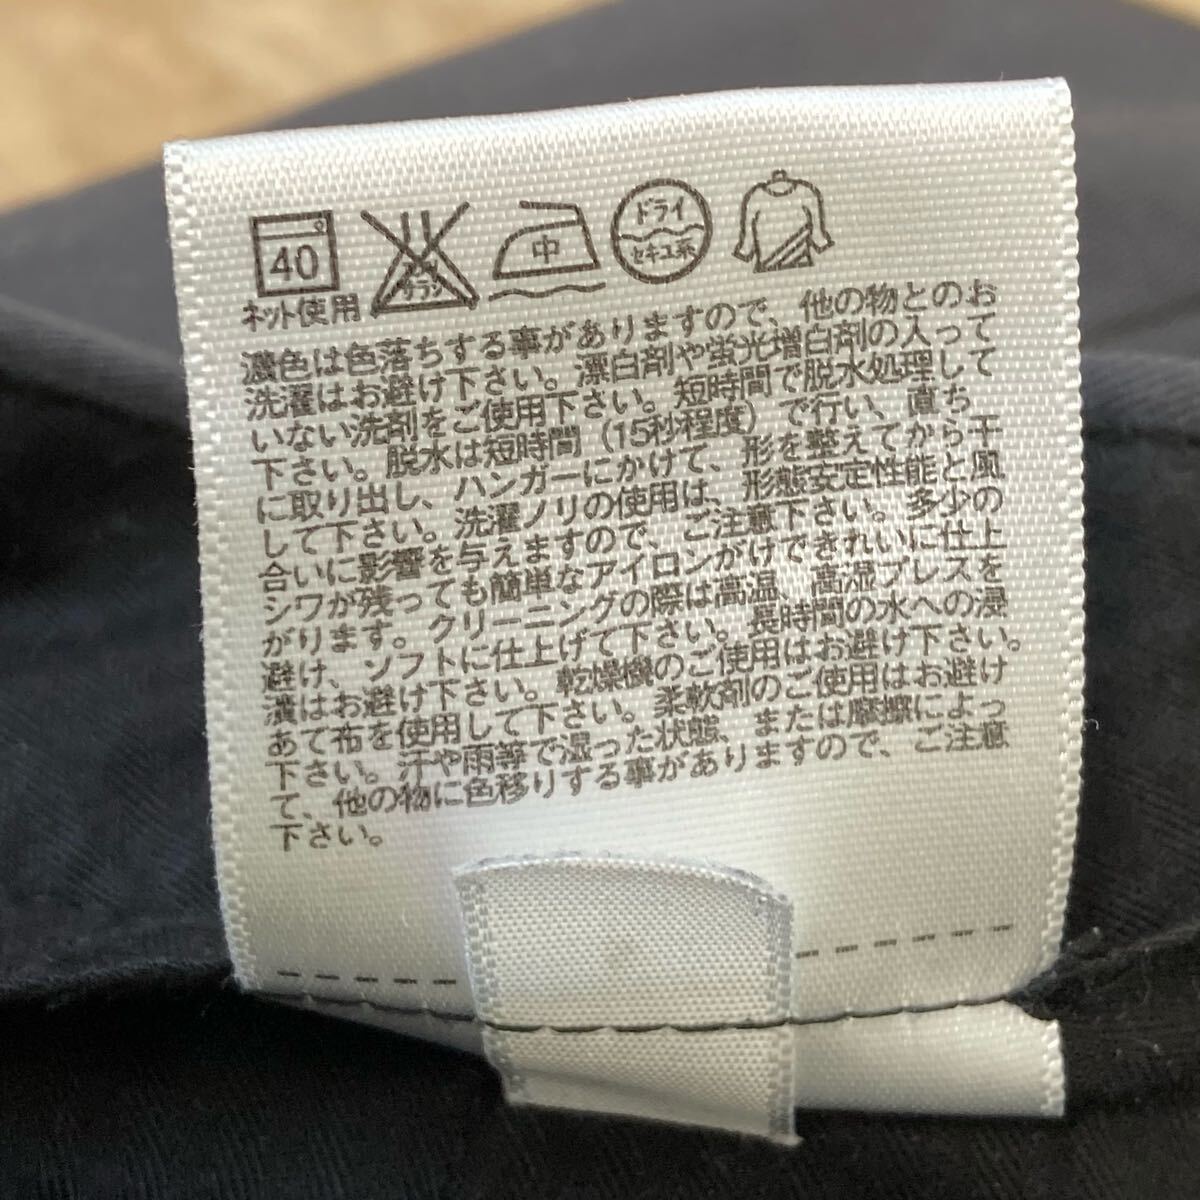 40
エンソ
サラシ
中
ドライ
セキユ系
ネット使用
濃色は色落ちする事がありますので、他の物とのお
洗濯はお避け下さい。漂白剤や蛍光増白剤の入って
いない洗剤をご使用下さい。短時間で脱水処理して
下さい。脱水は短時間（15秒程度）で行い、直ち
に取り出し、ハンガーにかけて、形を整えてから干
して下さい。洗濯ノリの使用は、形態安定性能と風
合いに影響を与えますので、ご注意下さい。多少の
シワが残っても簡単なアイロンがけできれいに仕上
がります。クリーニングの際は高温、高湿プレスを
避け、ソフトに仕上げて下さい。長時間の水への浸
漬はお避け下さい。乾燥機のご使用はお避け下さい。
あて布を使用して下さい。柔軟剤のご使用はお避け
下さい。汗や雨等で湿った状態、または摩擦によっ
て、他の物に色移りする事がありますので、ご注意
下さい。